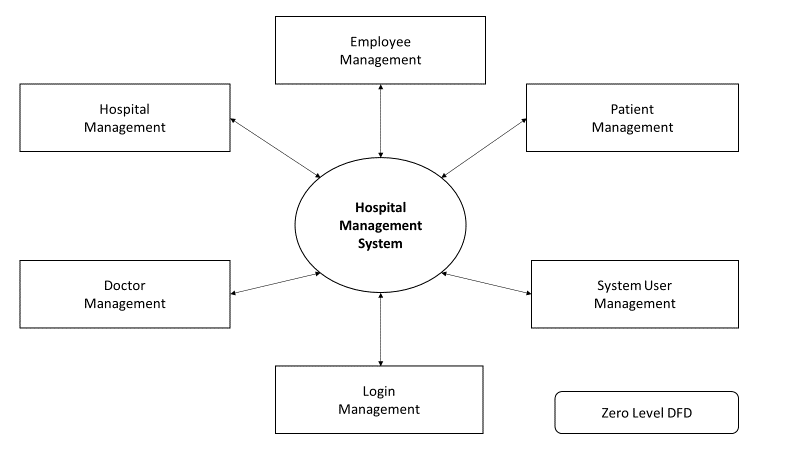 Employee
Management
Hospital
Management
Patient
Management
Hospital
Management
System
Doctor
Management
System User
Management
Login
Management
Zero Level DFD